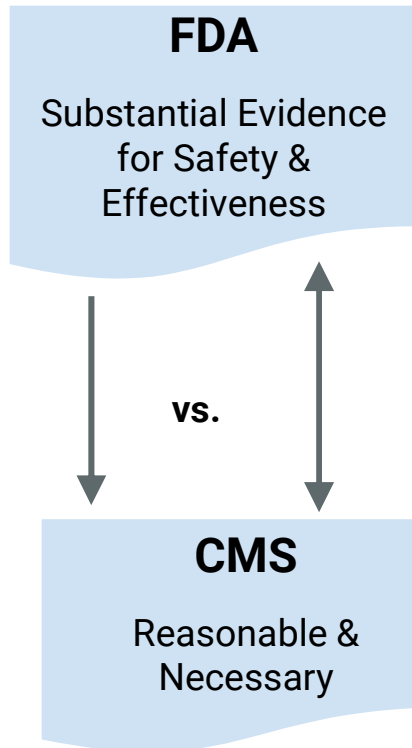 FDA
Substantial Evidence
for Safety &
Effectiveness
vs.
CMS
Reasonable &
Necessary